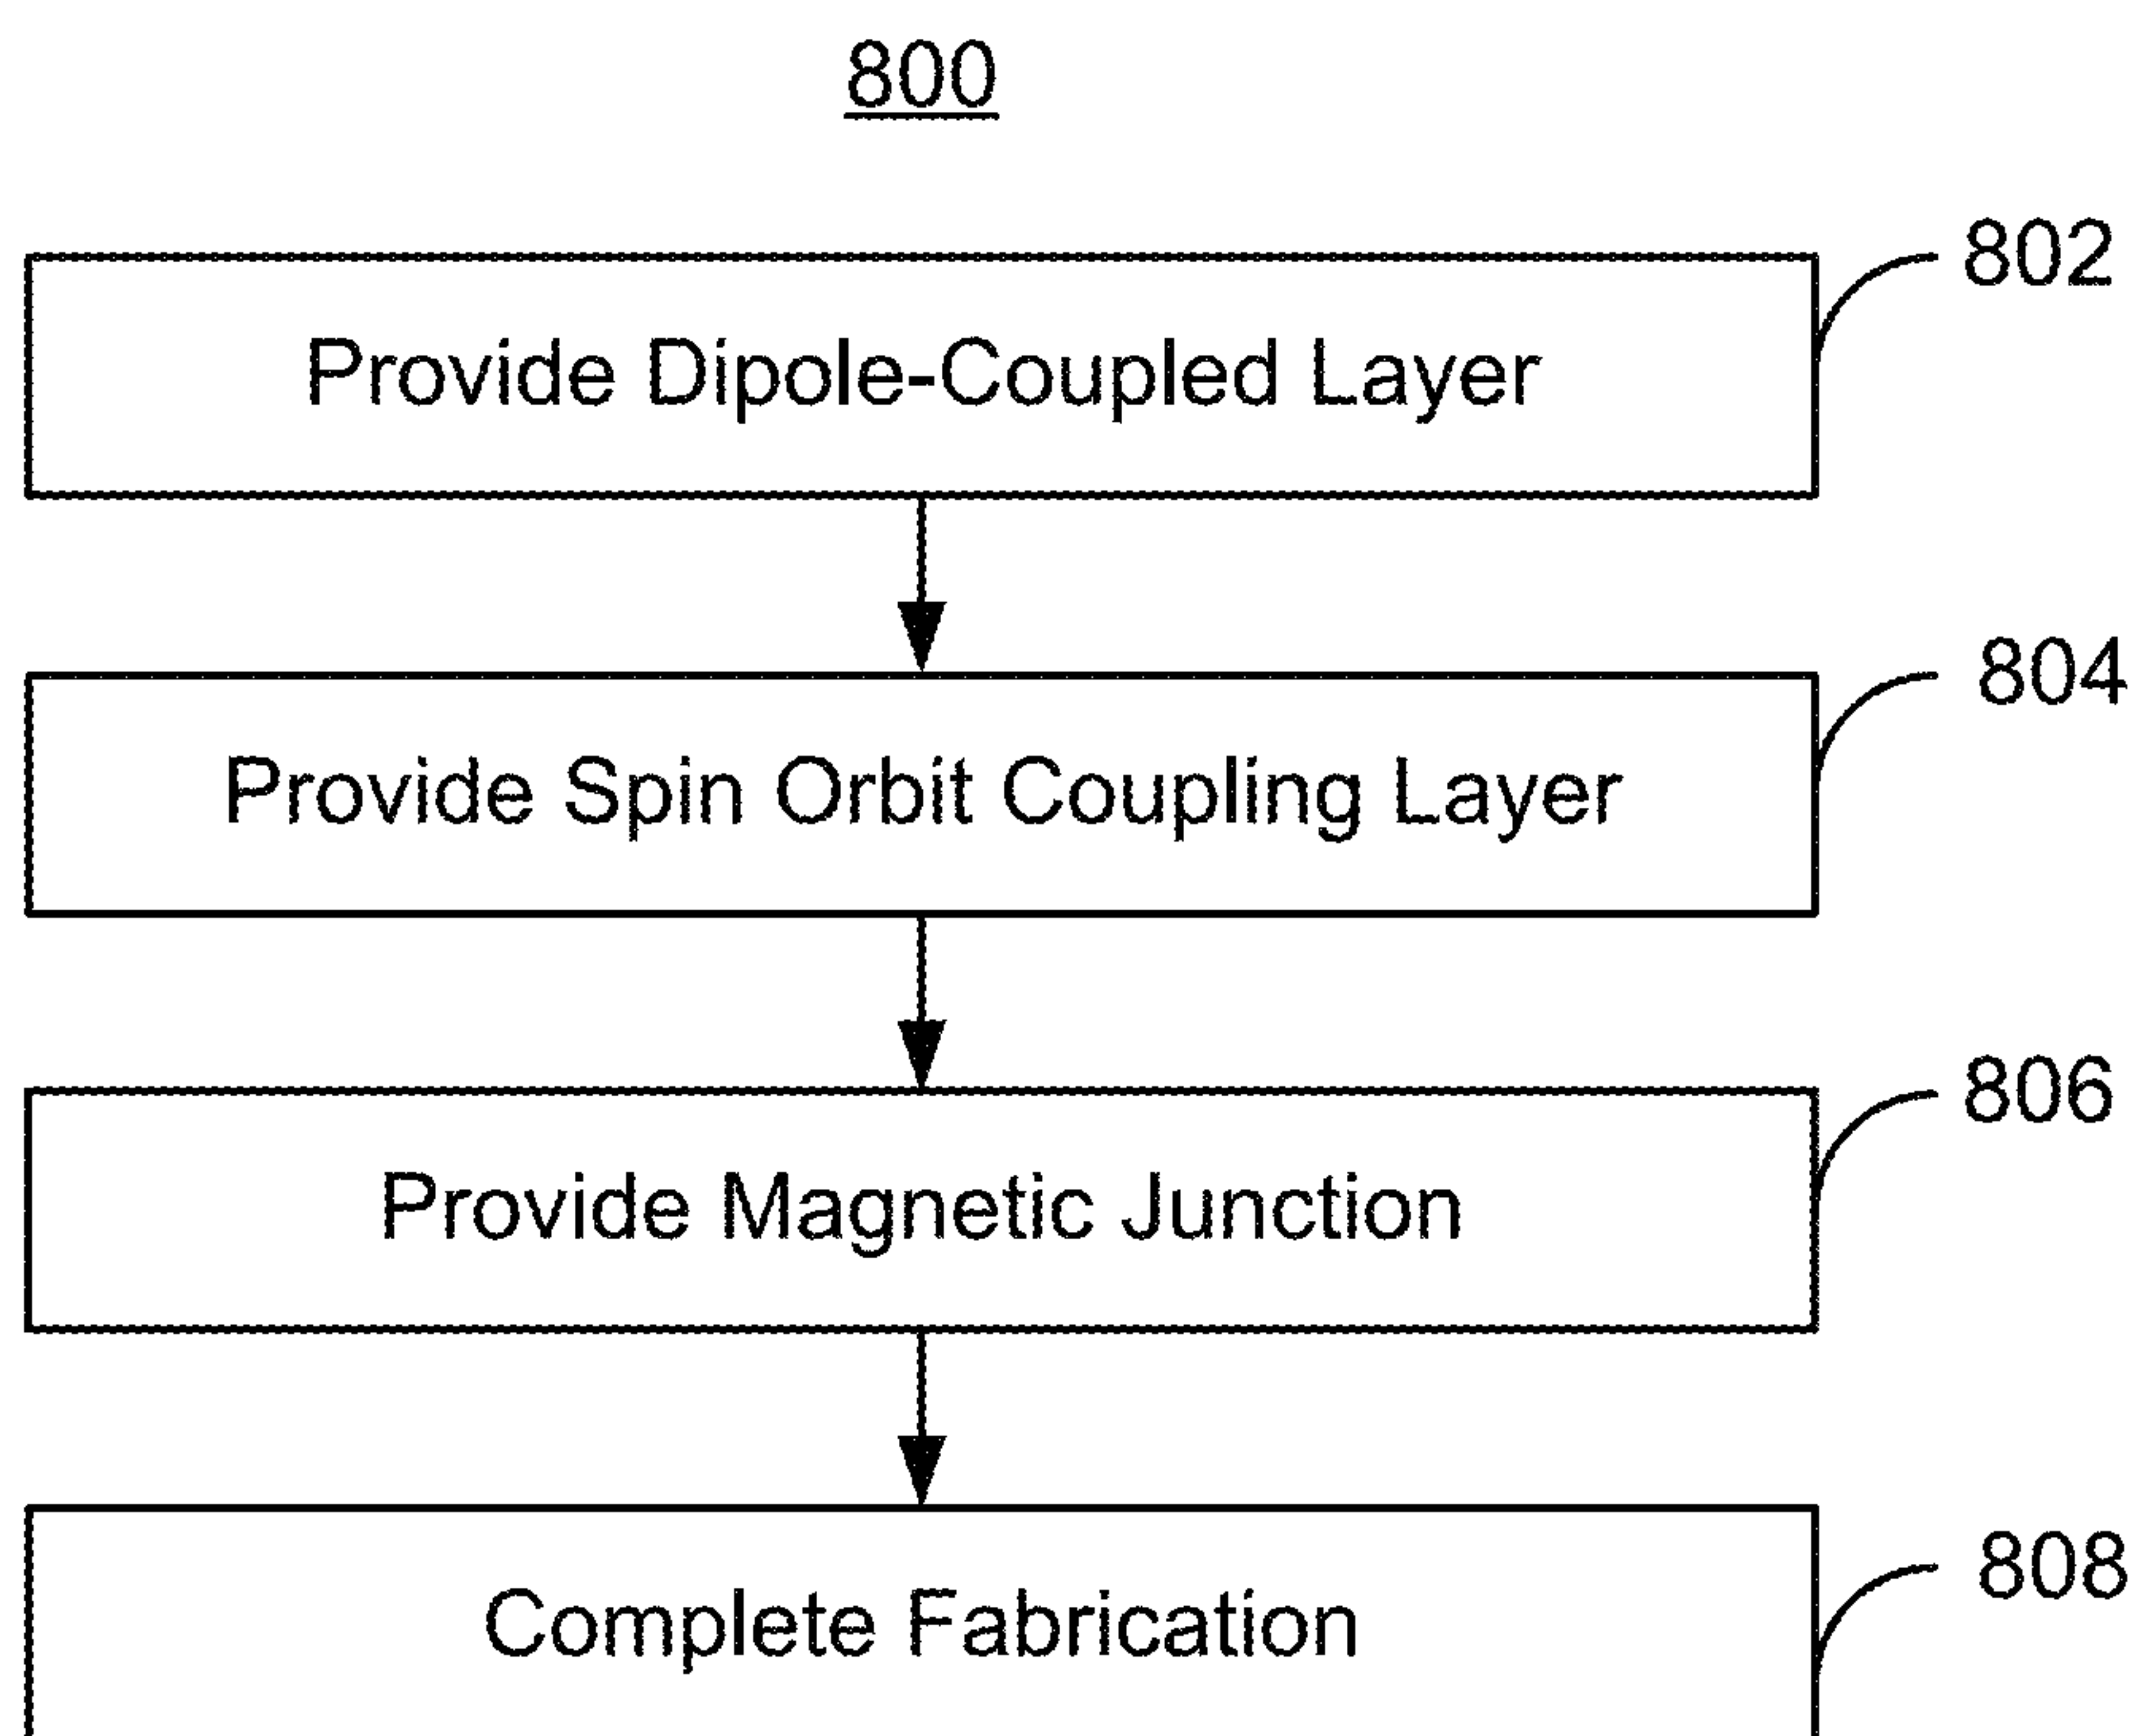 800
802
Provide Dipole-Coupled Layer
804
Provide Spin Orbit Coupling Layer
806
Provide Magnetic Junction
808
Complete Fabrication